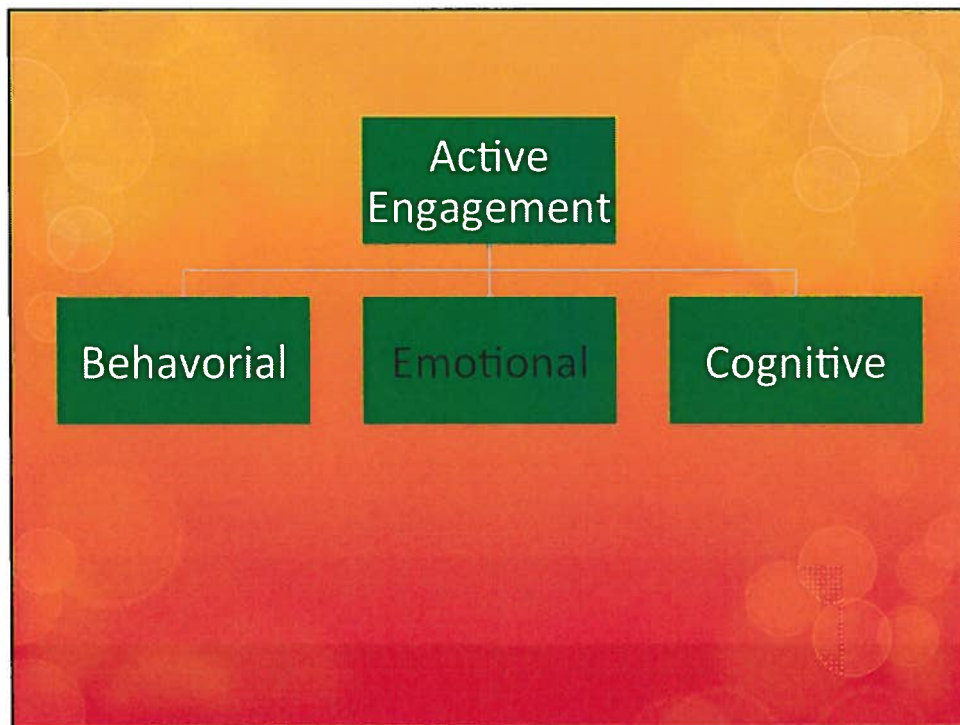 Active
Engagement
Behavorial
Emotional
Cognitive